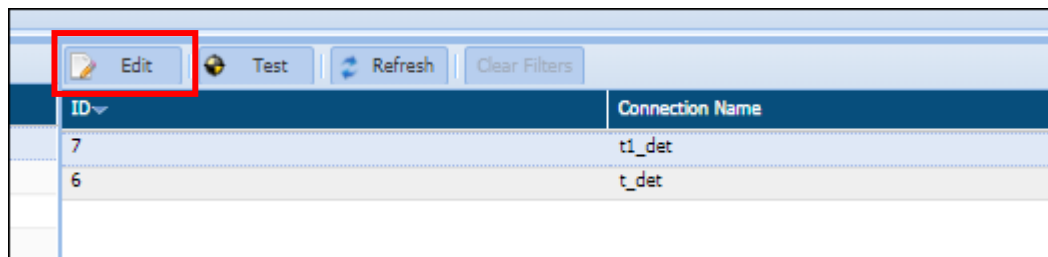 Edit Test Refresh Clear Filters
ID Connection Name
7 t1_det
6 t_det